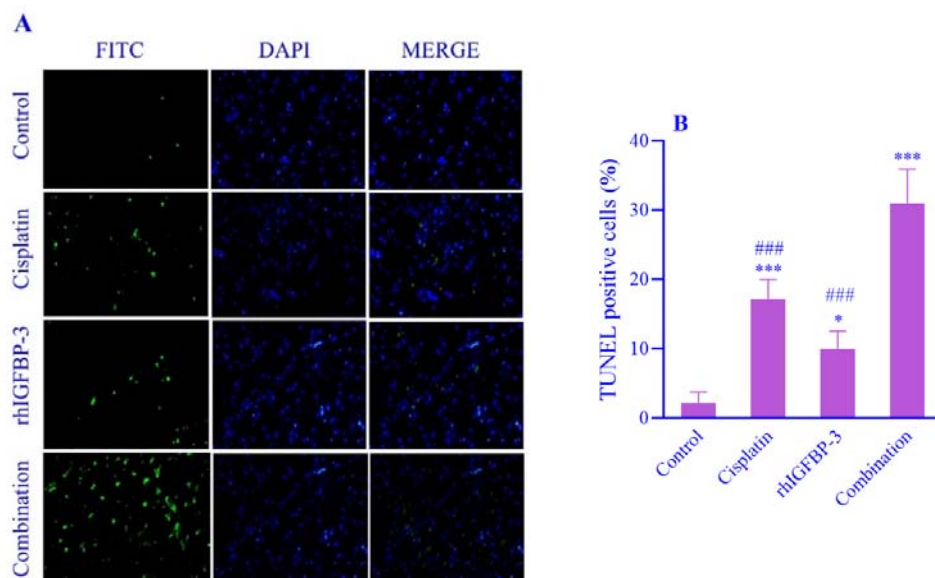 A
FITC DAPI MERGE
Control
Cisplatin
rhIGFBP-3
Combination
B
TUNEL positive cells (%)
40
30
20
10
0
###
***
###
*
***
Control
Cisplatin
rhIGFBP-3
Combination